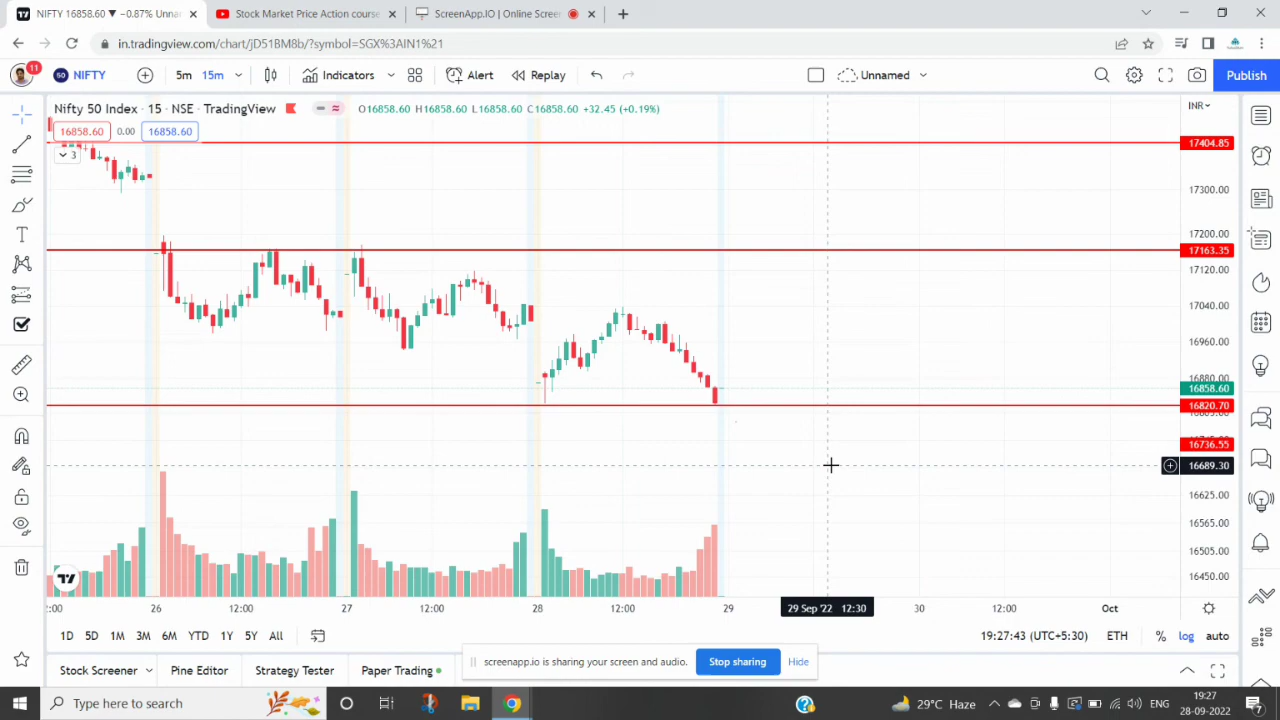 NIFTY 16858.60 ▼ −0.87% Unnar
Stock Market Price Action course
ScreenApp.IO | Online Screen
in.tradingview.com/chart/jD51BM8b/?symbol=SGX%3AIN1%21
11
50 NIFTY
5m
15m
Indicators
Alert
Replay
Unnamed
Publish
Nifty 50 Index · 15 · NSE · TradingView
O16858.60 H16858.60 L16858.60 C16858.60 +32.45 (+0.19%)
INR
16858.60
0.00
16858.60
3
17404.85
17300.00
17200.00
17163.35
17120.00
17040.00
16960.00
16880.00
16858.60
16820.70
16736.55
16689.30
16625.00
16565.00
16505.00
16450.00
:00
26
12:00
27
12:00
28
12:00
29
29 Sep '22 12:30
30
12:00
Oct
1D 5D 1M 3M 6M YTD 1Y 5Y All
19:27:43 (UTC+5:30)
ETH
%
log
auto
screenapp.io is sharing your screen and audio.
Stop sharing
Hide
Stock Screener
Pine Editor
Strategy Tester
Paper Trading
Type here to search
29°C Haze
ENG
19:27
28-09-2022
7